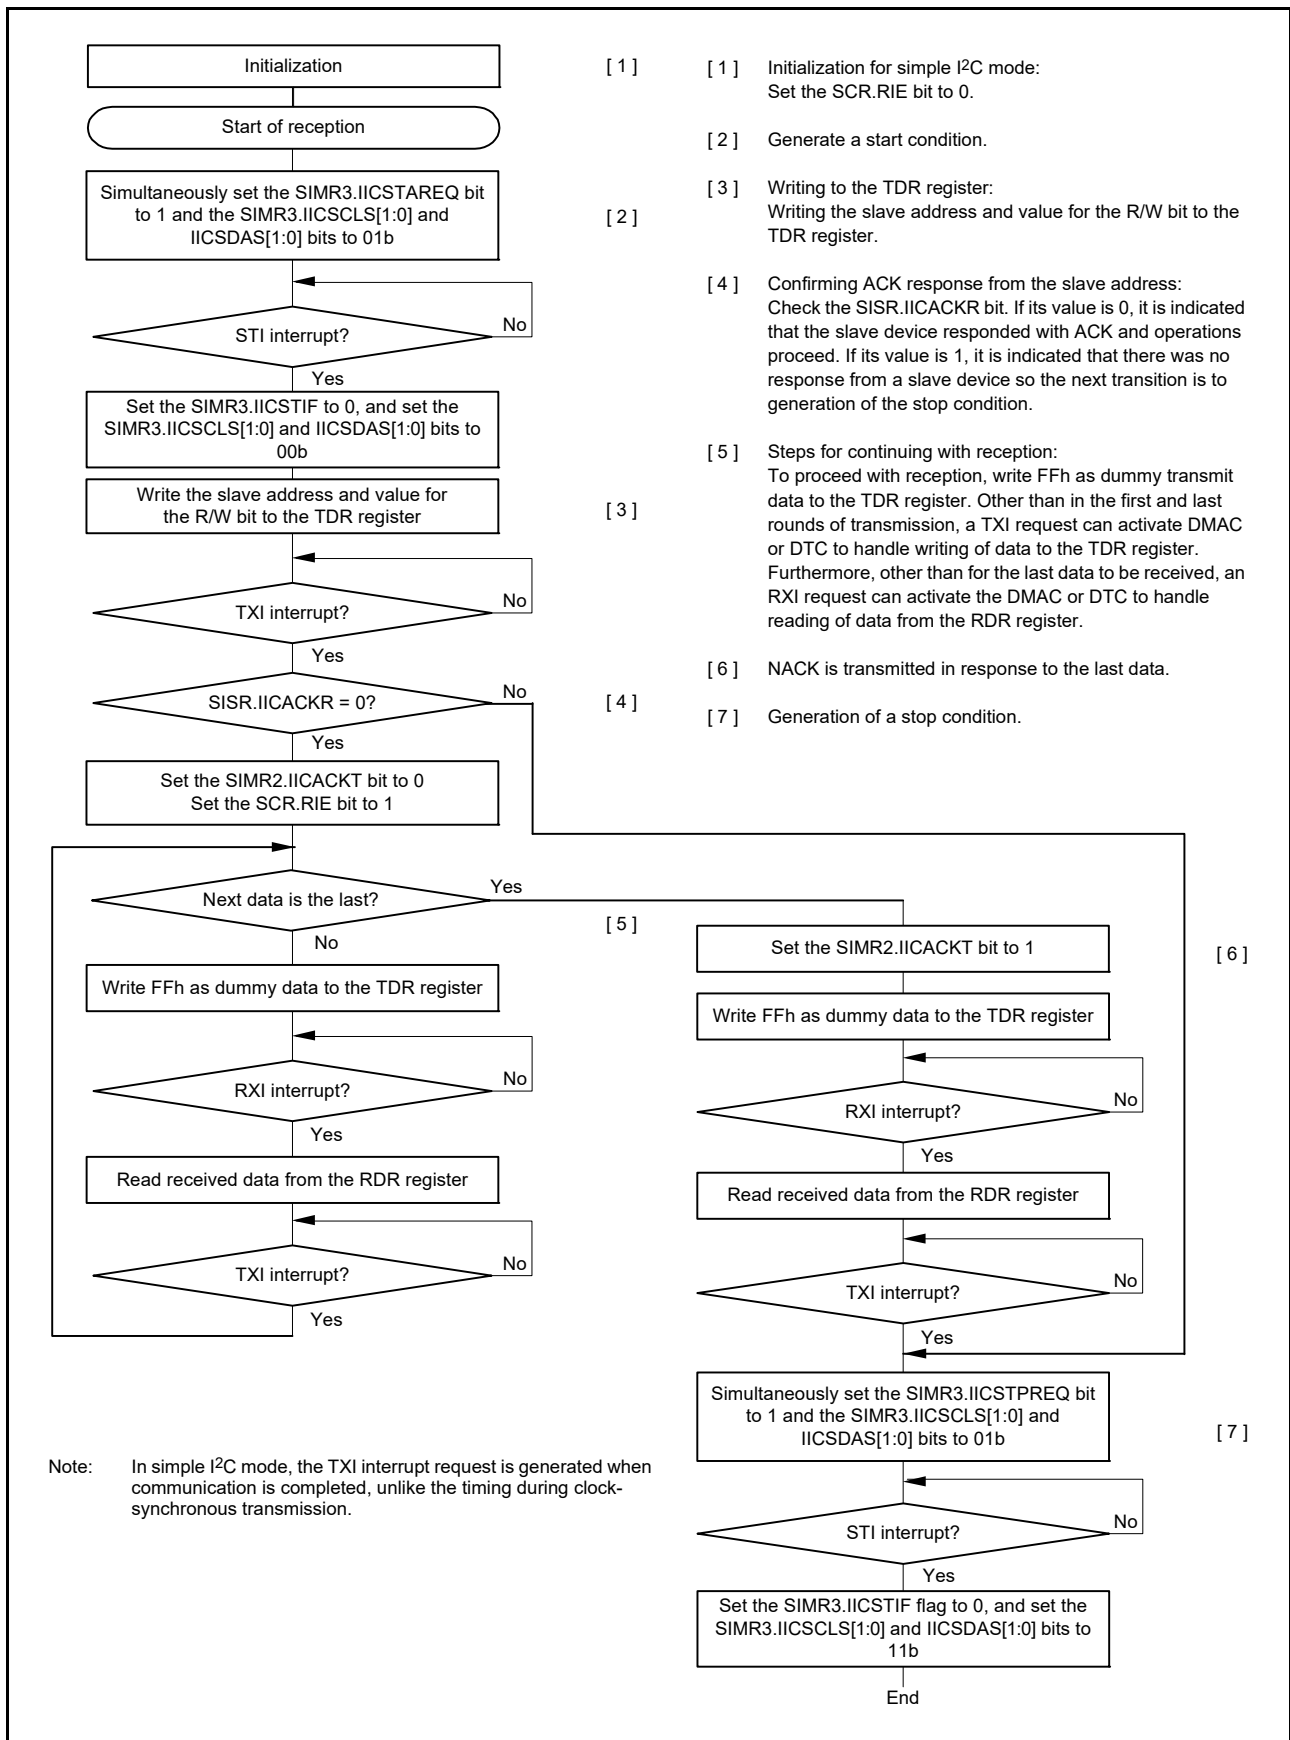 Initialization
[ 1 ]
Start of reception
Simultaneously set the SIMR3.IICSTAREQ bit
to 1 and the SIMR3.IICSCLS[1:0] and
IICSDAS[1:0] bits to 01b
[ 2 ]
STI interrupt?
No
Yes
Set the SIMR3.IICSTIF to 0, and set the
SIMR3.IICSCLS[1:0] and IICSDAS[1:0] bits to
00b
Write the slave address and value for
the R/W bit to the TDR register
[ 3 ]
TXI interrupt?
No
Yes
SISR.IICACKR = 0?
No
[ 4 ]
Yes
Set the SIMR2.IICACKT bit to 0
Set the SCR.RIE bit to 1
Next data is the last?
Yes
[ 5 ]
No
Write FFh as dummy data to the TDR register
RXI interrupt?
No
Yes
Read received data from the RDR register
TXI interrupt?
No
Yes
[ 1 ] Initialization for simple I2C mode:
Set the SCR.RIE bit to 0.
[ 2 ] Generate a start condition.
[ 3 ] Writing to the TDR register:
Writing the slave address and value for the R/W bit to the
TDR register.
[ 4 ] Confirming ACK response from the slave address:
Check the SISR.IICACKR bit. If its value is 0, it is indicated
that the slave device responded with ACK and operations
proceed. If its value is 1, it is indicated that there was no
response from a slave device so the next transition is to
generation of the stop condition.
[ 5 ] Steps for continuing with reception:
To proceed with reception, write FFh as dummy transmit
data to the TDR register. Other than in the first and last
rounds of transmission, a TXI request can activate DMAC
or DTC to handle writing of data to the TDR register.
Furthermore, other than for the last data to be received, an
RXI request can activate the DMAC or DTC to handle
reading of data from the RDR register.
[ 6 ] NACK is transmitted in response to the last data.
[ 7 ] Generation of a stop condition.
Set the SIMR2.IICACKT bit to 1
[ 6 ]
Write FFh as dummy data to the TDR register
RXI interrupt?
No
Yes
Read received data from the RDR register
TXI interrupt?
No
Yes
Simultaneously set the SIMR3.IICSTPREQ bit
to 1 and the SIMR3.IICSCLS[1:0] and
IICSDAS[1:0] bits to 01b
[ 7 ]
STI interrupt?
No
Yes
Set the SIMR3.IICSTIF flag to 0, and set the
SIMR3.IICSCLS[1:0] and IICSDAS[1:0] bits to
11b
End
Note: In simple I2C mode, the TXI interrupt request is generated when
communication is completed, unlike the timing during clock-
synchronous transmission.